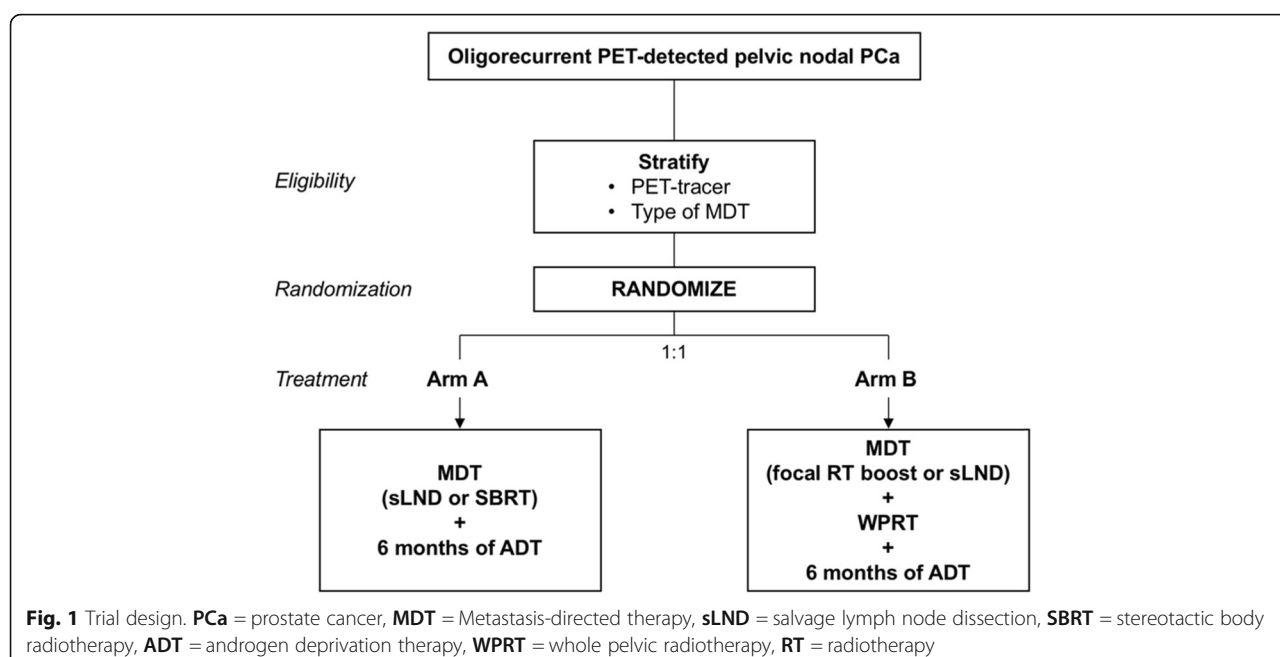 Oligorecurrent PET-detected pelvic nodal PCa
Eligibility
Stratify
• PET-tracer
• Type of MDT
Randomization
RANDOMIZE
1:1
Treatment
Arm A
Arm B
MDT
(sLND or SBRT)
+
6 months of ADT
MDT
(focal RT boost or sLND)
+
WPRT
+
6 months of ADT
Fig. 1 Trial design. PCa = prostate cancer, MDT = Metastasis-directed therapy, sLND = salvage lymph node dissection, SBRT = stereotactic body
radiotherapy, ADT = androgen deprivation therapy, WPRT = whole pelvic radiotherapy, RT = radiotherapy